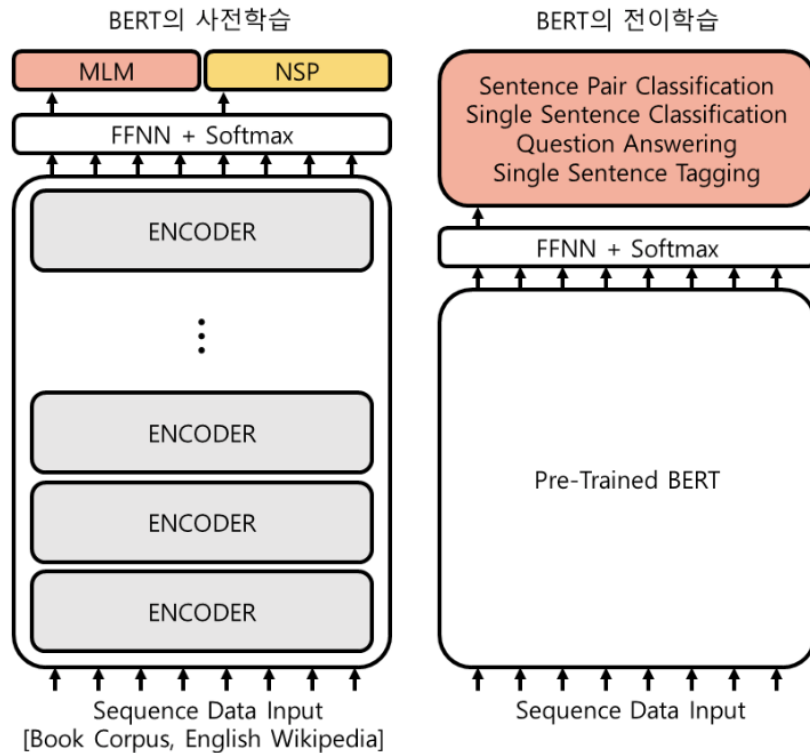 BERT의 사전학습
MLM
NSP
FFNN + Softmax
ENCODER
ENCODER
ENCODER
ENCODER
Sequence Data Input
[Book Corpus, English Wikipedia]
BERT의 전이학습
Sentence Pair Classification
Single Sentence Classification
Question Answering
Single Sentence Tagging
FFNN + Softmax
Pre-Trained BERT
Sequence Data Input